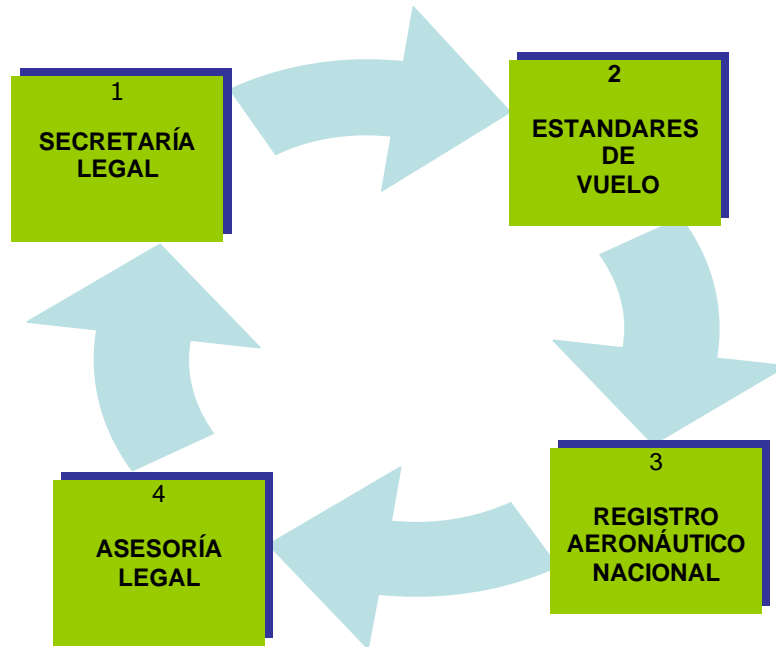 1
SECRETARÍA
LEGAL
2
ESTANDARES
DE
VUELO
3
REGISTRO
AERONÁUTICO
NACIONAL
4
ASESORÍA
LEGAL